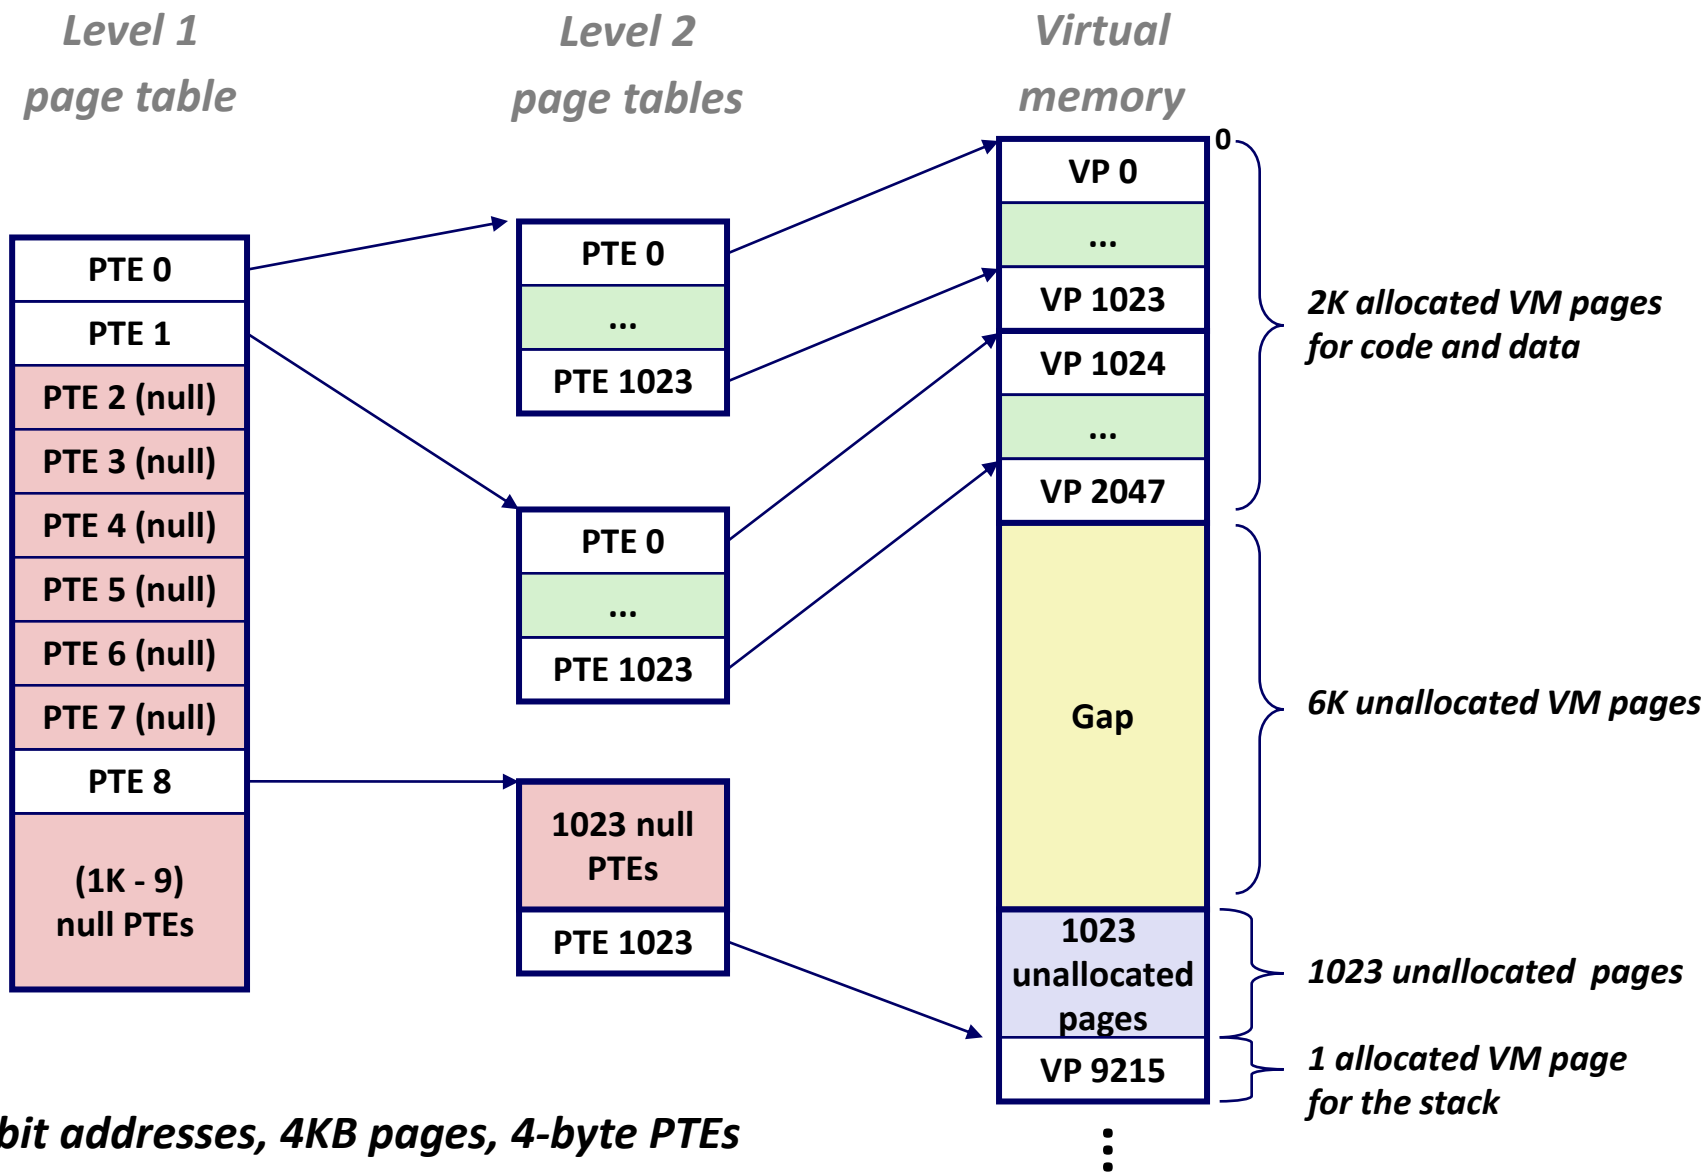 Level 1
page table
Level 2
page tables
Virtual
memory
PTE 0
PTE 1
PTE 2 (null)
PTE 3 (null)
PTE 4 (null)
PTE 5 (null)
PTE 6 (null)
PTE 7 (null)
PTE 8
(1K - 9)
null PTEs
PTE 0
...
PTE 1023
PTE 0
...
PTE 1023
1023 null
PTEs
PTE 1023
0
VP 0
...
VP 1023
VP 1024
...
VP 2047
Gap
1023
unallocated
pages
VP 9215
2K allocated VM pages
for code and data
6K unallocated VM pages
1023 unallocated pages
1 allocated VM page
for the stack
bit addresses, 4KB pages, 4-byte PTEs